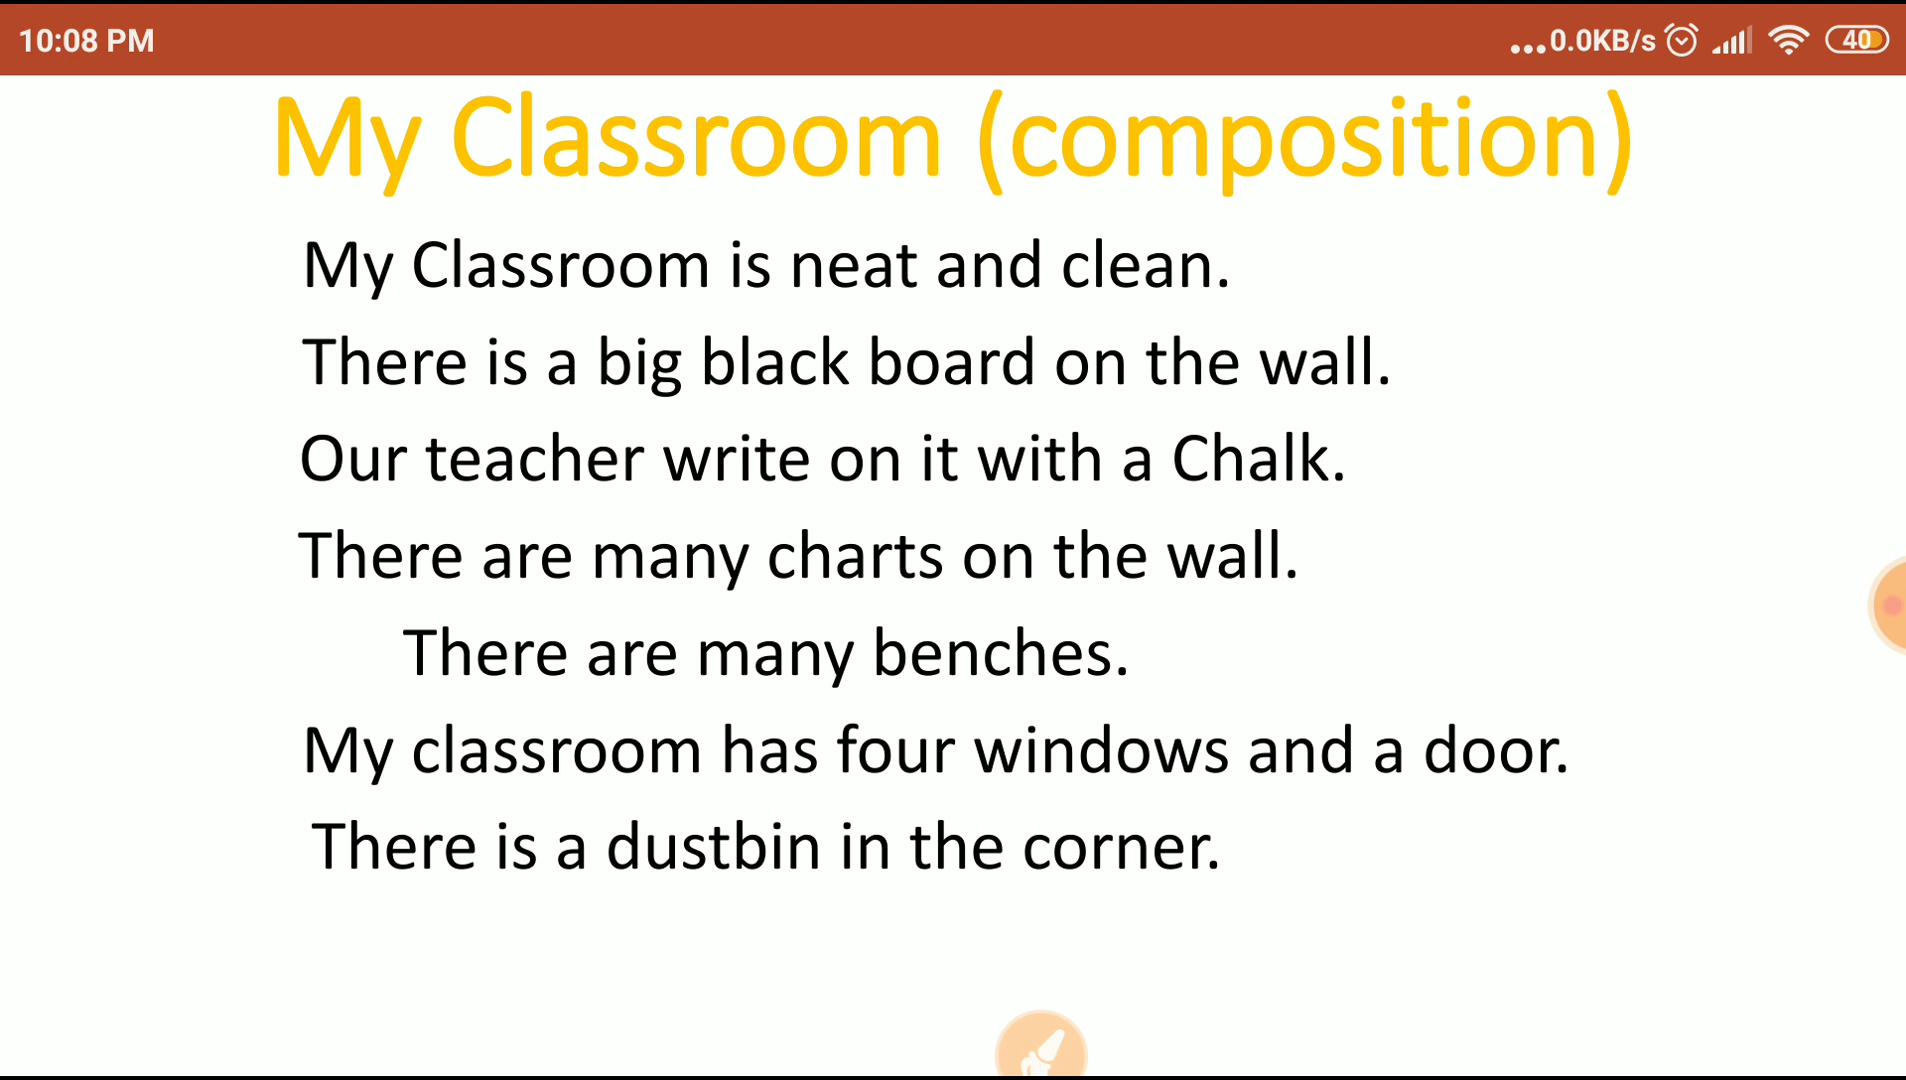 10:08 PM ...0.0KB/s 40
My Classroom (composition)
My Classroom is neat and clean.
There is a big black board on the wall.
Our teacher write on it with a Chalk.
There are many charts on the wall.
There are many benches.
My classroom has four windows and a door.
There is a dustbin in the corner.